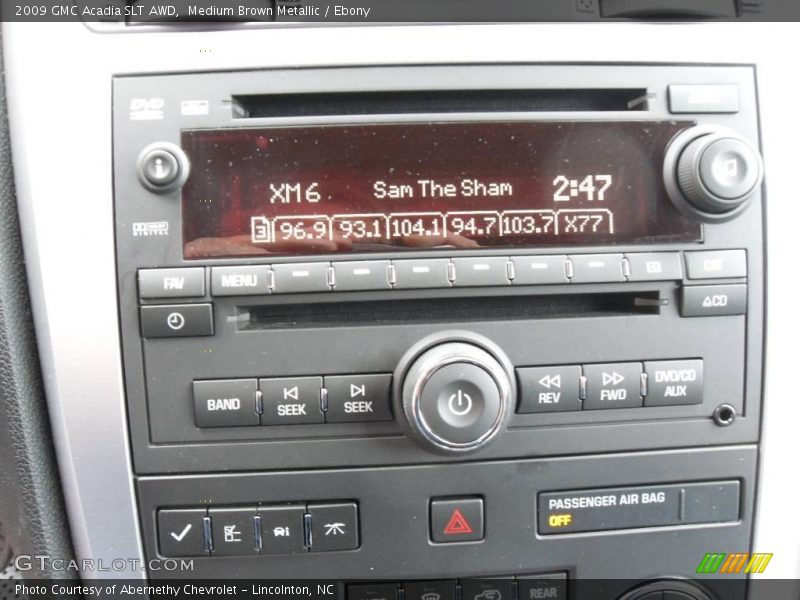 2009 GMC Acadia SLT AWD,  Medium Brown Metallic / Ebony
DVD
i
XM6 Sam The Sham 2:47
DIGITAL
3 96.9 93.1 104.1 94.7 103.7 X77
FAV MENU
CD
BAND SEEK SEEK REV FWD DVD/CD
AUX
PASSENGER AIR BAG
OFF
GTCARLOT.COM
REAR
Photo Courtesy of Abernethy Chevrolet - Lincolnton, NC